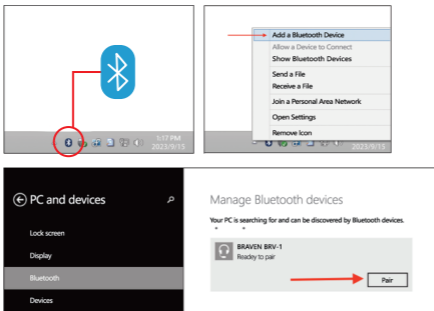 5:17 PM
2023/9/15
Add a Bluetooth Device
Allow a Device to Connect
Show Bluetooth Devices
Send a File
Receive a File
Join a Personal Area Network
Open Settings
Remove Icon
2023/9/15
PC and devices
Lock screen
Display
Bluetooth
Devices
Manage Bluetooth devices
Your PC is searching for and can be discovered by Bluetooth devices.
BRAVEN BRV-1
Readey to pair
Pair